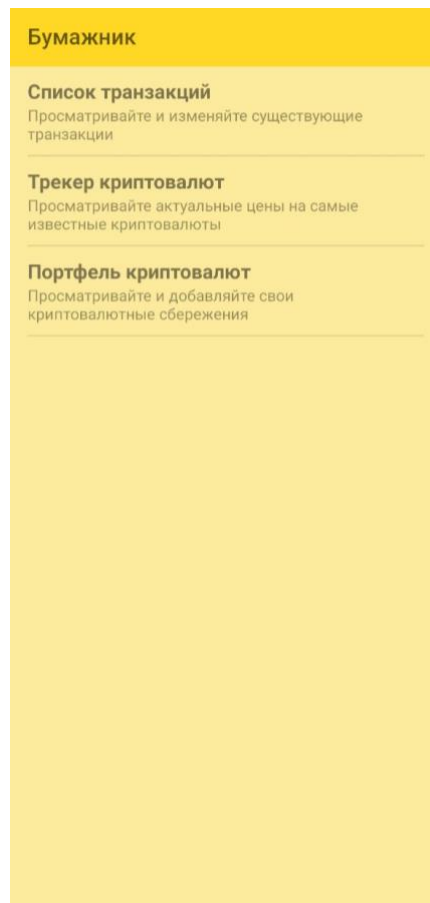 Бумажник
Список транзакций
Просматривайте и изменяйте существующие
транзакции
Трекер криптовалют
Просматривайте актуальные цены на самые
известные криптовалюты
Портфель криптовалют
Просматривайте и добавляйте свои
криптовалютные сбережения